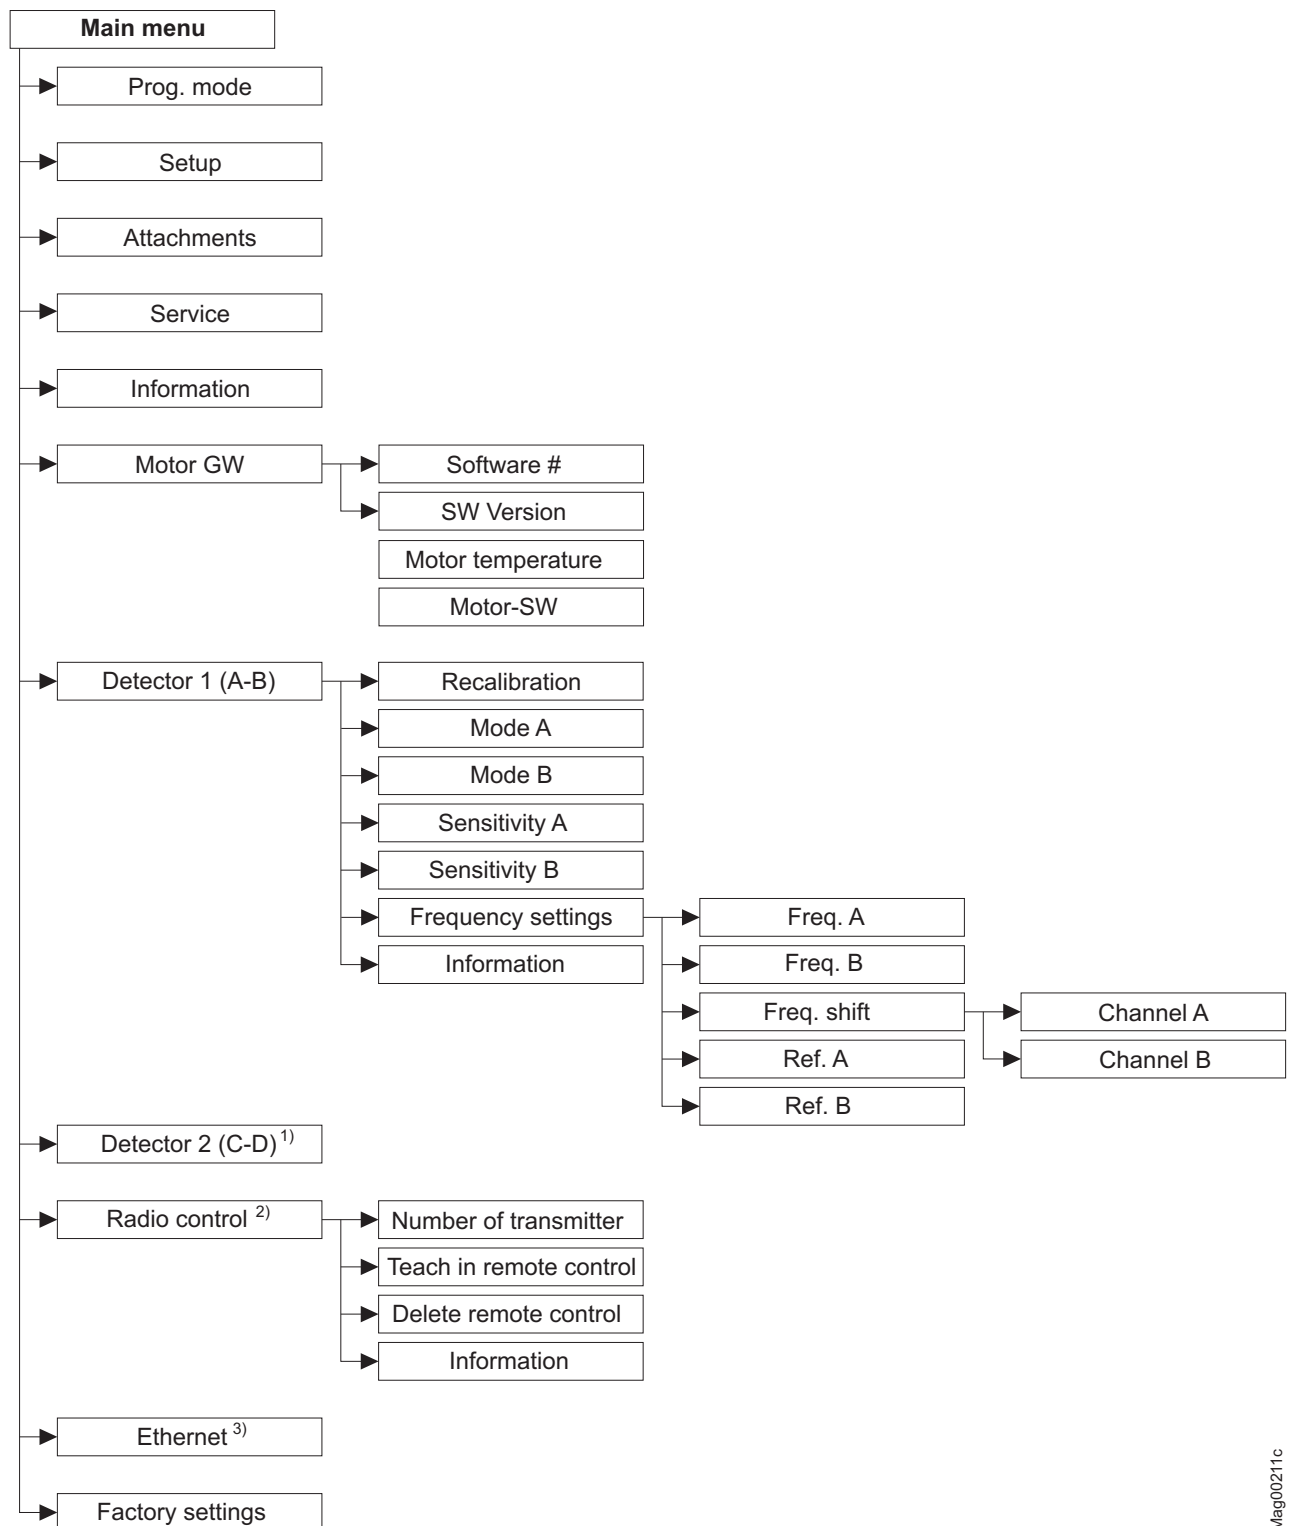 Main menu
Prog. mode
Setup
Attachments
Service
Information
Motor GW
Software #
SW Version
Motor temperature
Motor-SW
Detector 1 (A-B)
Recalibration
Mode A
Mode B
Sensitivity A
Sensitivity B
Frequency settings
Freq. A
Information
Freq. B
Freq. shift
Channel A
Ref. A
Channel B
Ref. B
Detector 2 (C-D) 1)
Radio control 2)
Number of transmitter
Teach in remote control
Delete remote control
Information
Ethernet 3)
Factory settings
Mag00211c